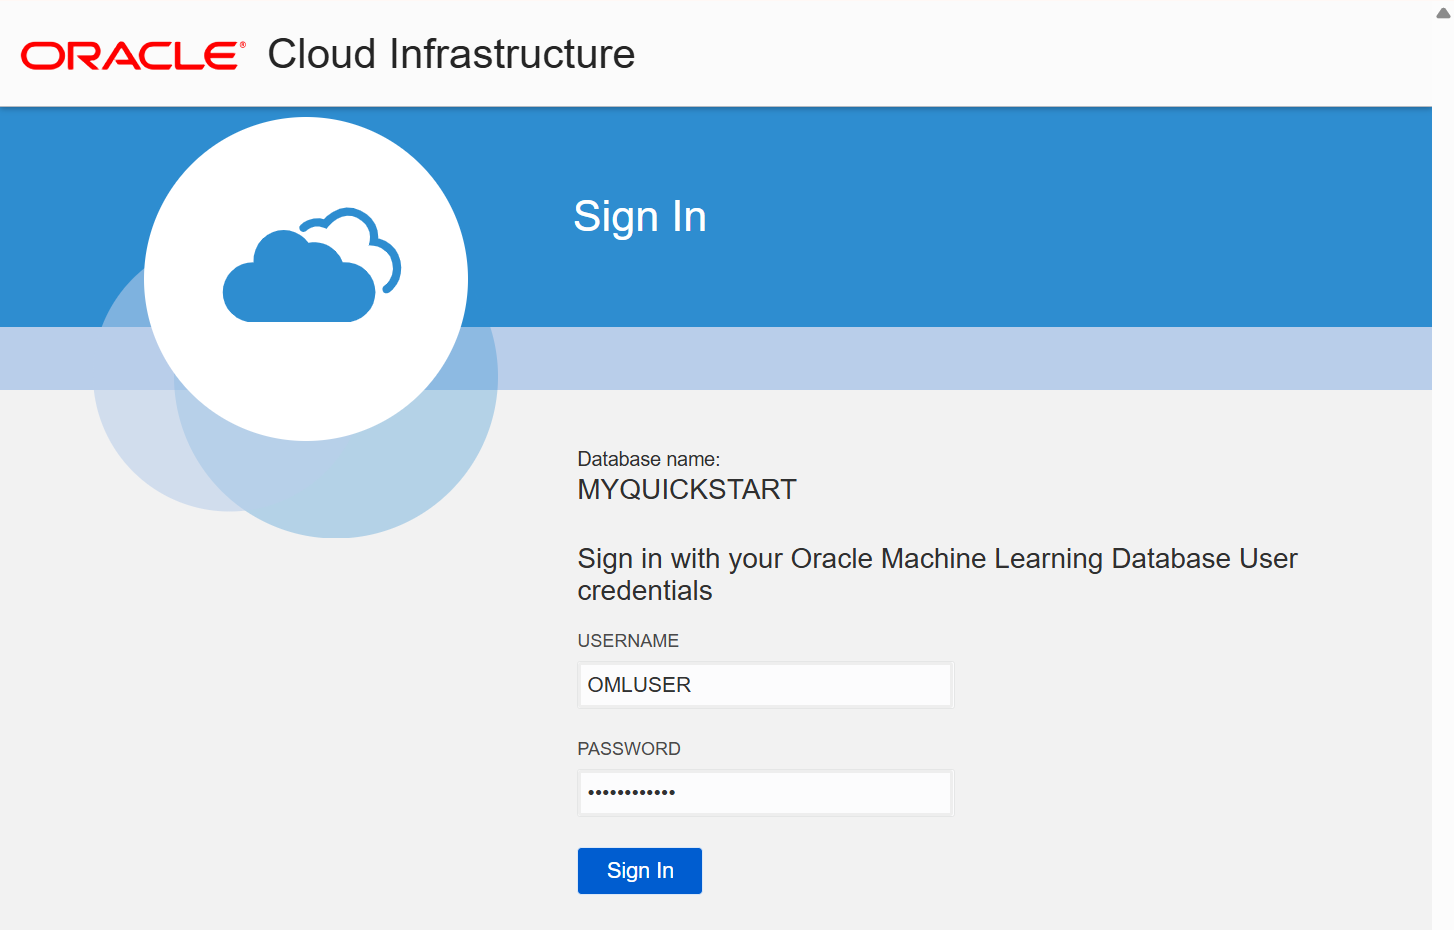 ORACLE® Cloud Infrastructure
Sign In
Database name:
MYQUICKSTART
Sign in with your Oracle Machine Learning Database User
credentials
USERNAME
OMLUSER
PASSWORD
••••••••••••
Sign In